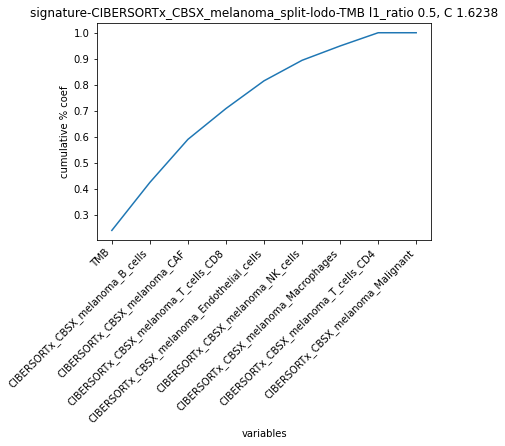 signature-CIBERSORTx_CBSX_melanoma_split-lodo-TMB l1_ratio 0.5, C 1.6238
1.0
0.9
0.8
0.7
0.6
0.5
0.4
0.3
cumulative % coef
TMB
CIBERSORTx_CBSX_melanoma_B_cells
CIBERSORTx_CBSX_melanoma_CAF
CIBERSORTx_CBSX_melanoma_T_cells_CD8
CIBERSORTx_CBSX_melanoma_Endothelial_cells
CIBERSORTx_CBSX_melanoma_NK_cells
CIBERSORTx_CBSX_melanoma_Macrophages
CIBERSORTx_CBSX_melanoma_T_cells_CD4
CIBERSORTx_CBSX_melanoma_Malignant
variables